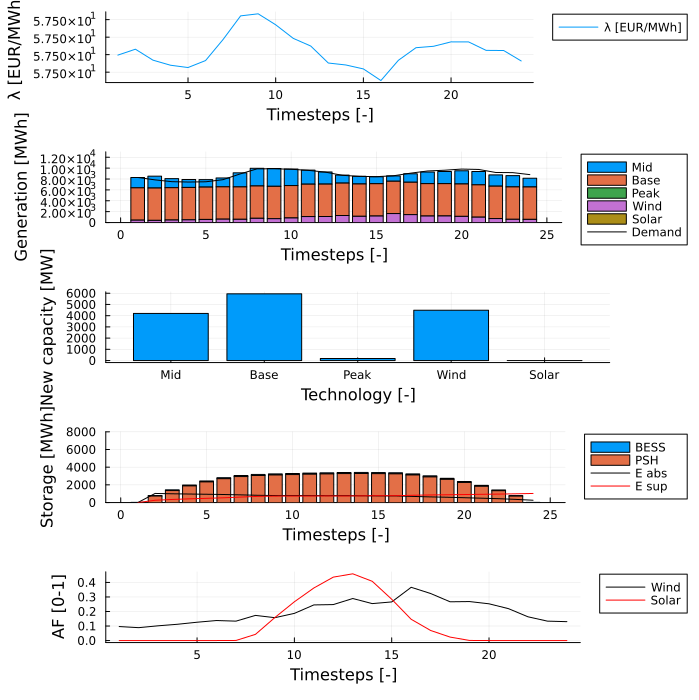 λ [EUR/MWh
5.750×10¹
5.750×10¹
5.750×10¹
5.750×10¹
5 10 15 20
Timesteps [-]
λ [EUR/MWh]
Generation [MWh]
1.20×10⁴
1.00×10⁴
8.00×10³
6.00×10³
4.00×10³
2.00×10³
0
0 5 10 15 20 25
Timesteps [-]
Mid
Base
Peak
Wind
Solar
Demand
New capacity [MW]
6000
5000
4000
3000
2000
1000
0
Mid Base Peak Wind Solar
Technology [-]
Storage [MWh]
8000
6000
4000
2000
0
0 5 10 15 20 25
Timesteps [-]
BESS
PSH
E abs
E sup
AF [0-1]
0.4
0.3
0.2
0.1
0.0
5 10 15 20
Timesteps [-]
Wind
Solar